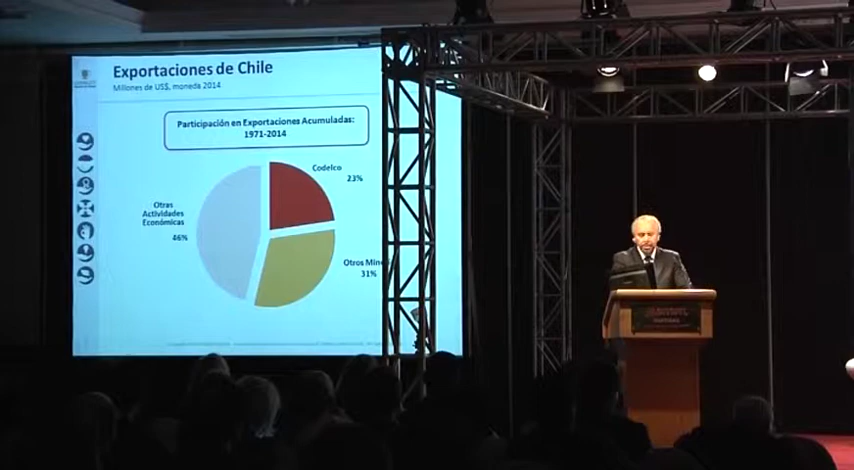 Exportaciones de Chile
Millones de US$, moneda 2014
Participación en Exportaciones Acumuladas:
1971-2014
Codelco
23%
Otras
Actividades
Económicas
46%
Otros
31%